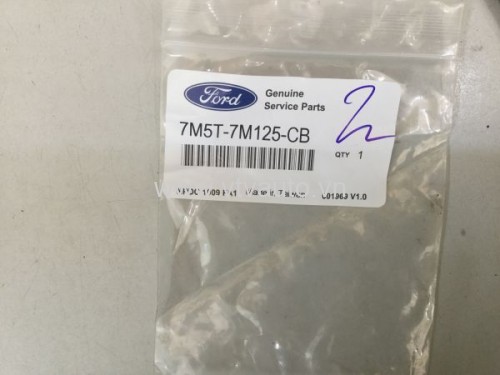 Ford
Genuine
Service Parts
2
7M5T-7M125-CB
QTY 1
V1.0